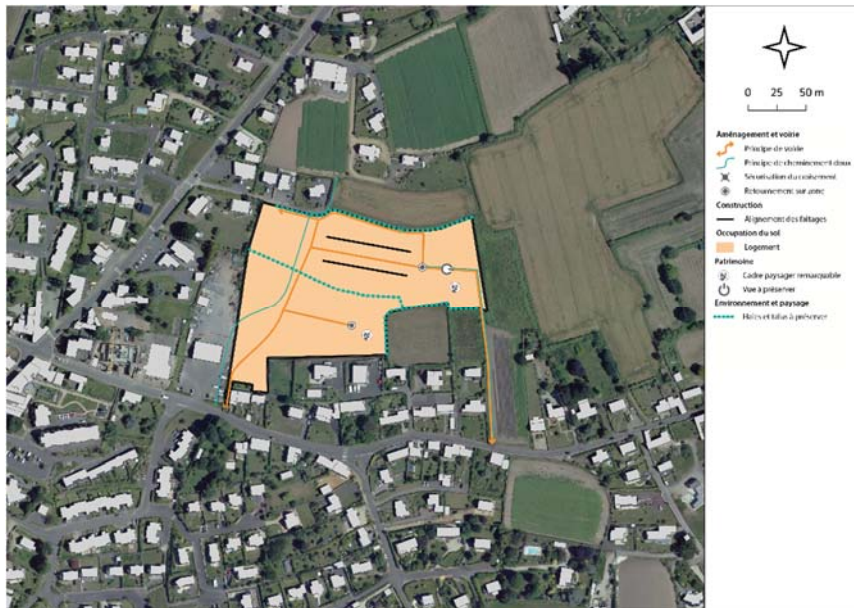 0 25 50 m
Aménagement et voirie
Principe de voirie
Principe de cheminement doux
Sécurisation du croisement
Retournement sur zone
Construction
Alignement des faîtages
Occupation du sol
Logement
Patrimoine
Cadre paysager remarquable
Vue à préserver
Environnement et paysage
Haies et talus à préserver